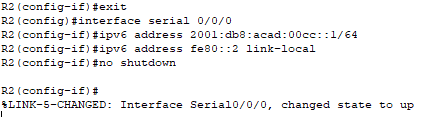 R2(config-if)#exit
R2(config)#interface serial 0/0/0
R2(config-if)#ipv6 address 2001:db8:acad:00cc::1/64
R2(config-if)#ipv6 address fe80::2 link-local
R2(config-if)#no shutdown
R2(config-if)#
%LINK-5-CHANGED: Interface Serial0/0/0, changed state to up